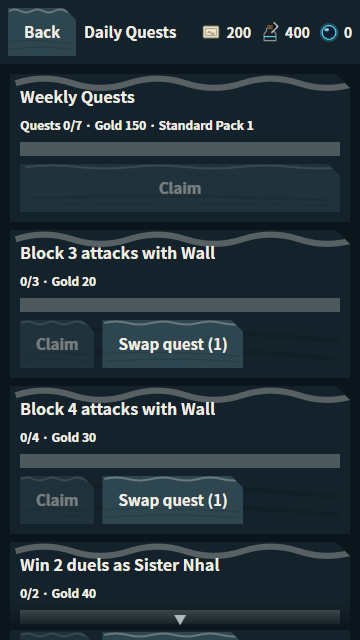 Back Daily Quests 200 400 0
Weekly Quests
Quests 0/7 · Gold 150 · Standard Pack 1
Claim
Block 3 attacks with Wall
0/3 · Gold 20
Claim Swap quest (1)
Block 4 attacks with Wall
0/4 · Gold 30
Claim Swap quest (1)
Win 2 duels as Sister Nhal
0/2 · Gold 40